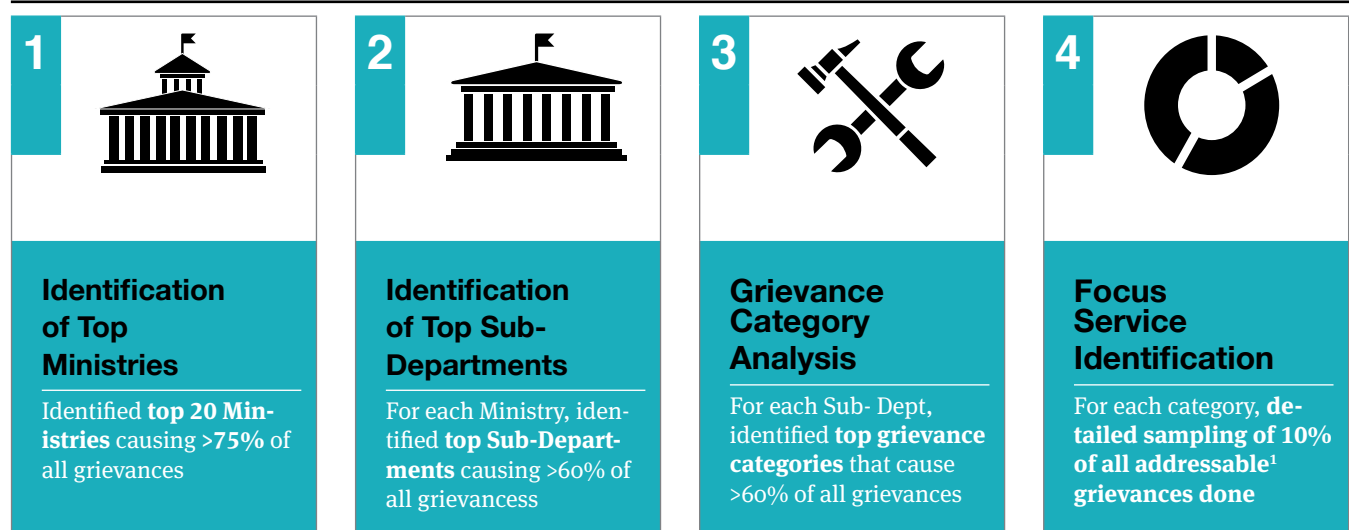 1
Identification
of Top
Ministries
Identified top 20 Min-
istries causing >75% of
all grievances
2
Identification
of Top Sub-
Departments
For each Ministry, iden-
tified top Sub-Depart-
ments causing >60% of
all grievancess
3
Grievance
Category
Analysis
For each Sub- Dept,
identified top grievance
categories that cause
>60% of all grievances
4
Focus
Service
Identification
For each category, de-
tailed sampling of 10%
of all addressable¹
grievances done